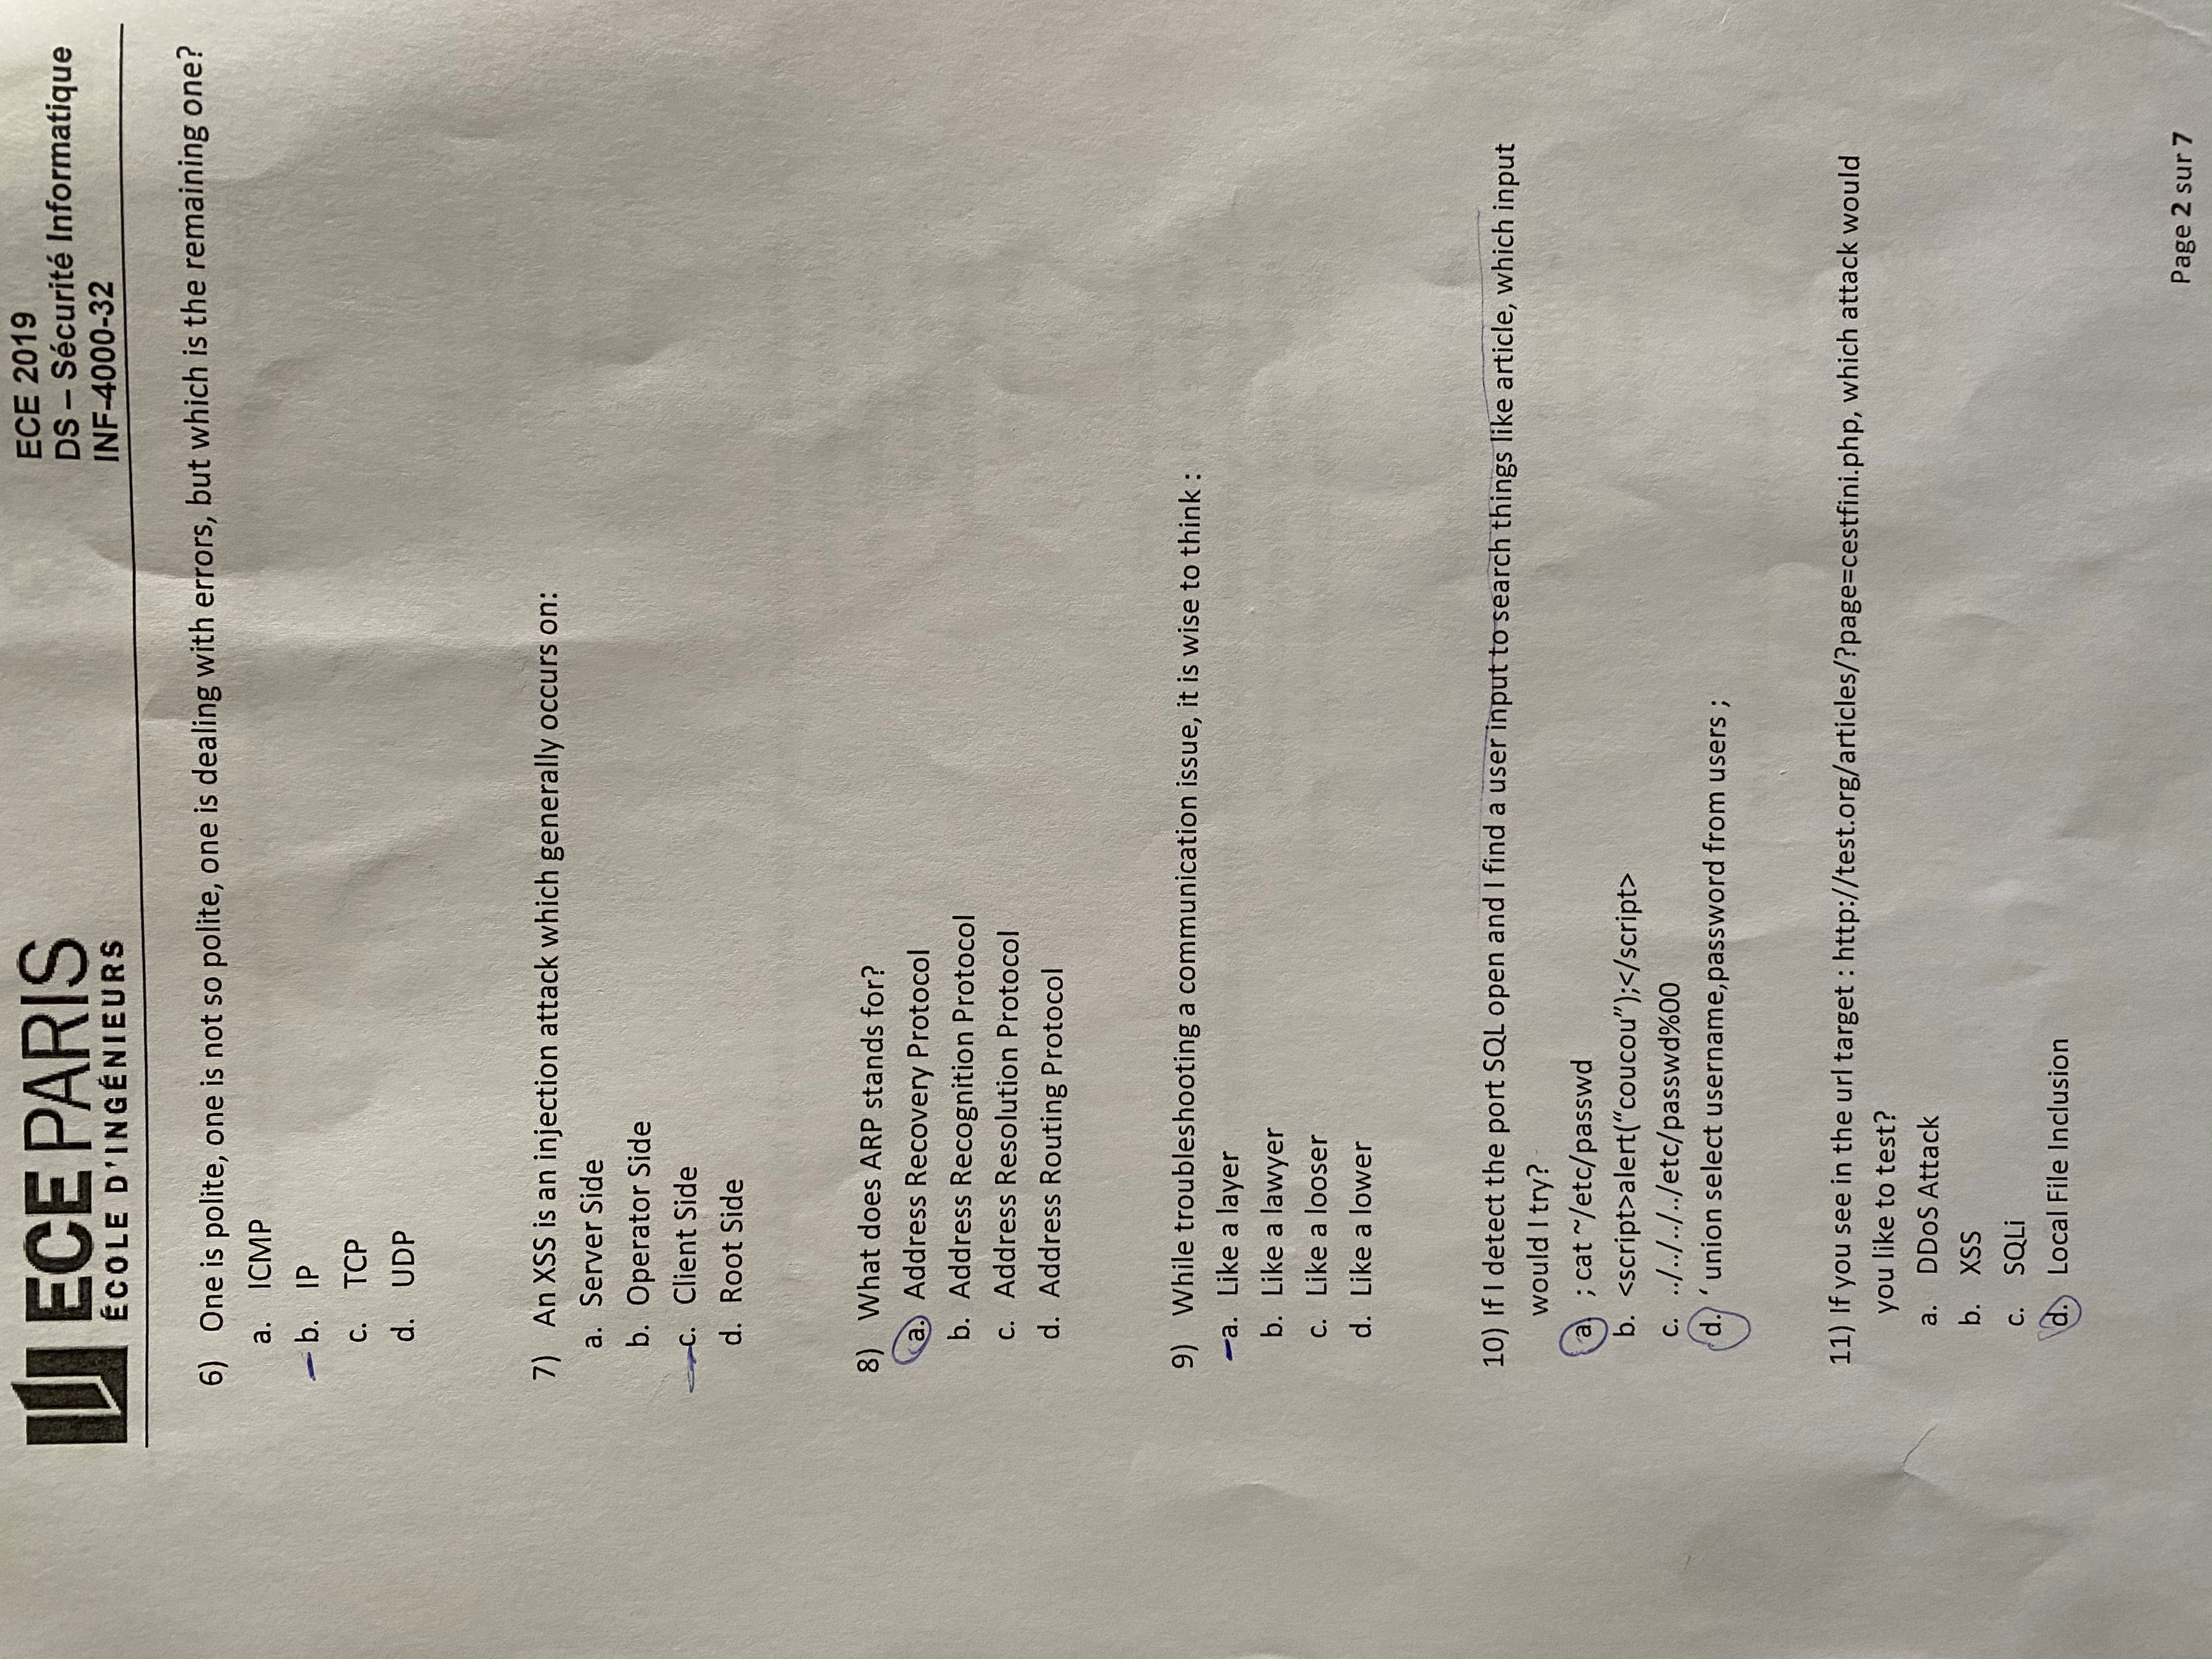 ECE PARIS
ÉCOLE D'INGÉNIEURS
ECE 2019
DS – Sécurité Informatique
INF-4000-32
6) One is polite, one is not so polite, one is dealing with errors, but which is the remaining one?
a. ICMP
b. IP
c. TCP
d. UDP
7) An XSS is an injection attack which generally occurs on:
a. Server Side
b. Operator Side
c. Client Side
d. Root Side
8) What does ARP stands for?
a. Address Recovery Protocol
b. Address Recognition Protocol
c. Address Resolution Protocol
d. Address Routing Protocol
9) While troubleshooting a communication issue, it is wise to think :
a. Like a layer
b. Like a lawyer
c. Like a looser
d. Like a lower
10) If I detect the port SQL open and I find a user input to search things like article, which input
would I try?
a. ; cat ~/etc/passwd
b. <script>alert(“coucou”);</script>
c. ../../../../etc/passwd%00
d. ’ union select username,password from users ;
11) If you see in the url target : http://test.org/articles/?page=cestfini.php, which attack would
you like to test?
a. DDoS Attack
b. XSS
c. SQLi
d. Local File Inclusion
Page 2 sur 7